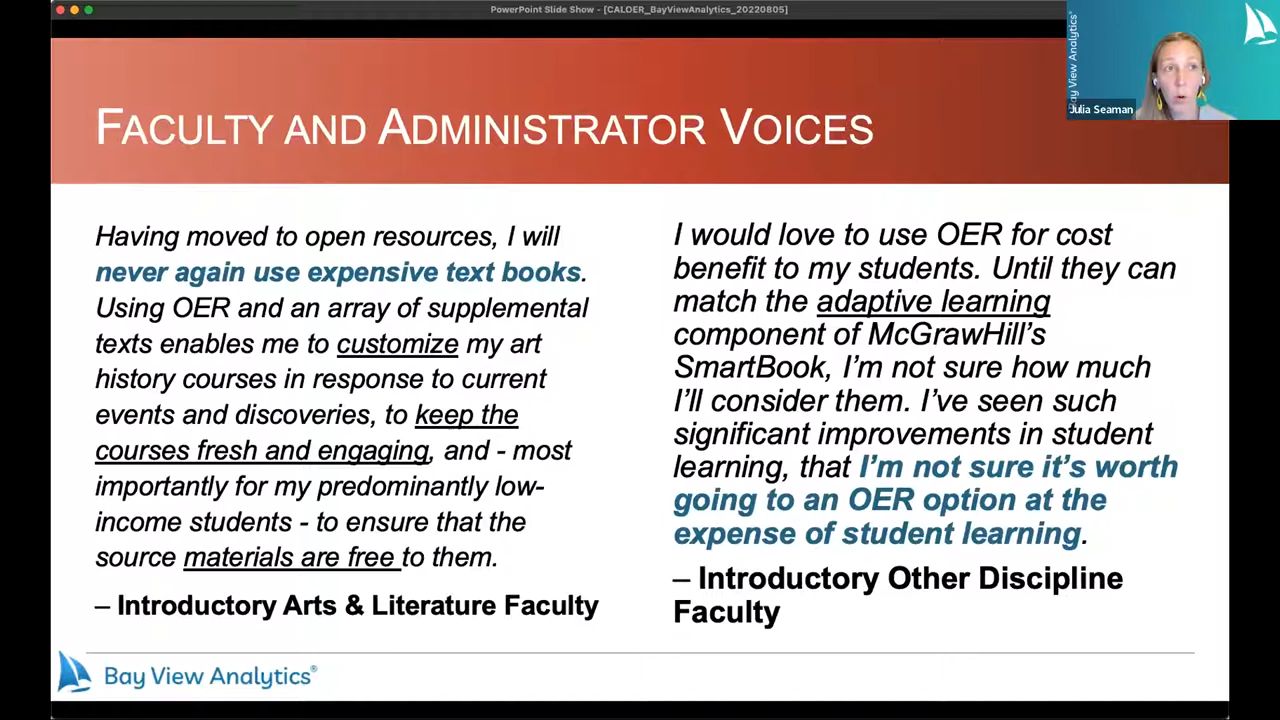 PowerPoint Slide Show - [CALDER_BayViewAnalytics_20220805]
Bay View Analytics®
Julia Seaman
FACULTY AND ADMINISTRATOR VOICES
Having moved to open resources, I will
never again use expensive text books.
Using OER and an array of supplemental
texts enables me to customize my art
history courses in response to current
events and discoveries, to keep the
courses fresh and engaging, and - most
importantly for my predominantly low-
income students - to ensure that the
source materials are free to them.
– Introductory Arts & Literature Faculty
I would love to use OER for cost
benefit to my students. Until they can
match the adaptive learning
component of McGrawHill's
SmartBook, I'm not sure how much
I'll consider them. I've seen such
significant improvements in student
learning, that I'm not sure it's worth
going to an OER option at the
expense of student learning.
– Introductory Other Discipline
Faculty
Bay View Analytics®